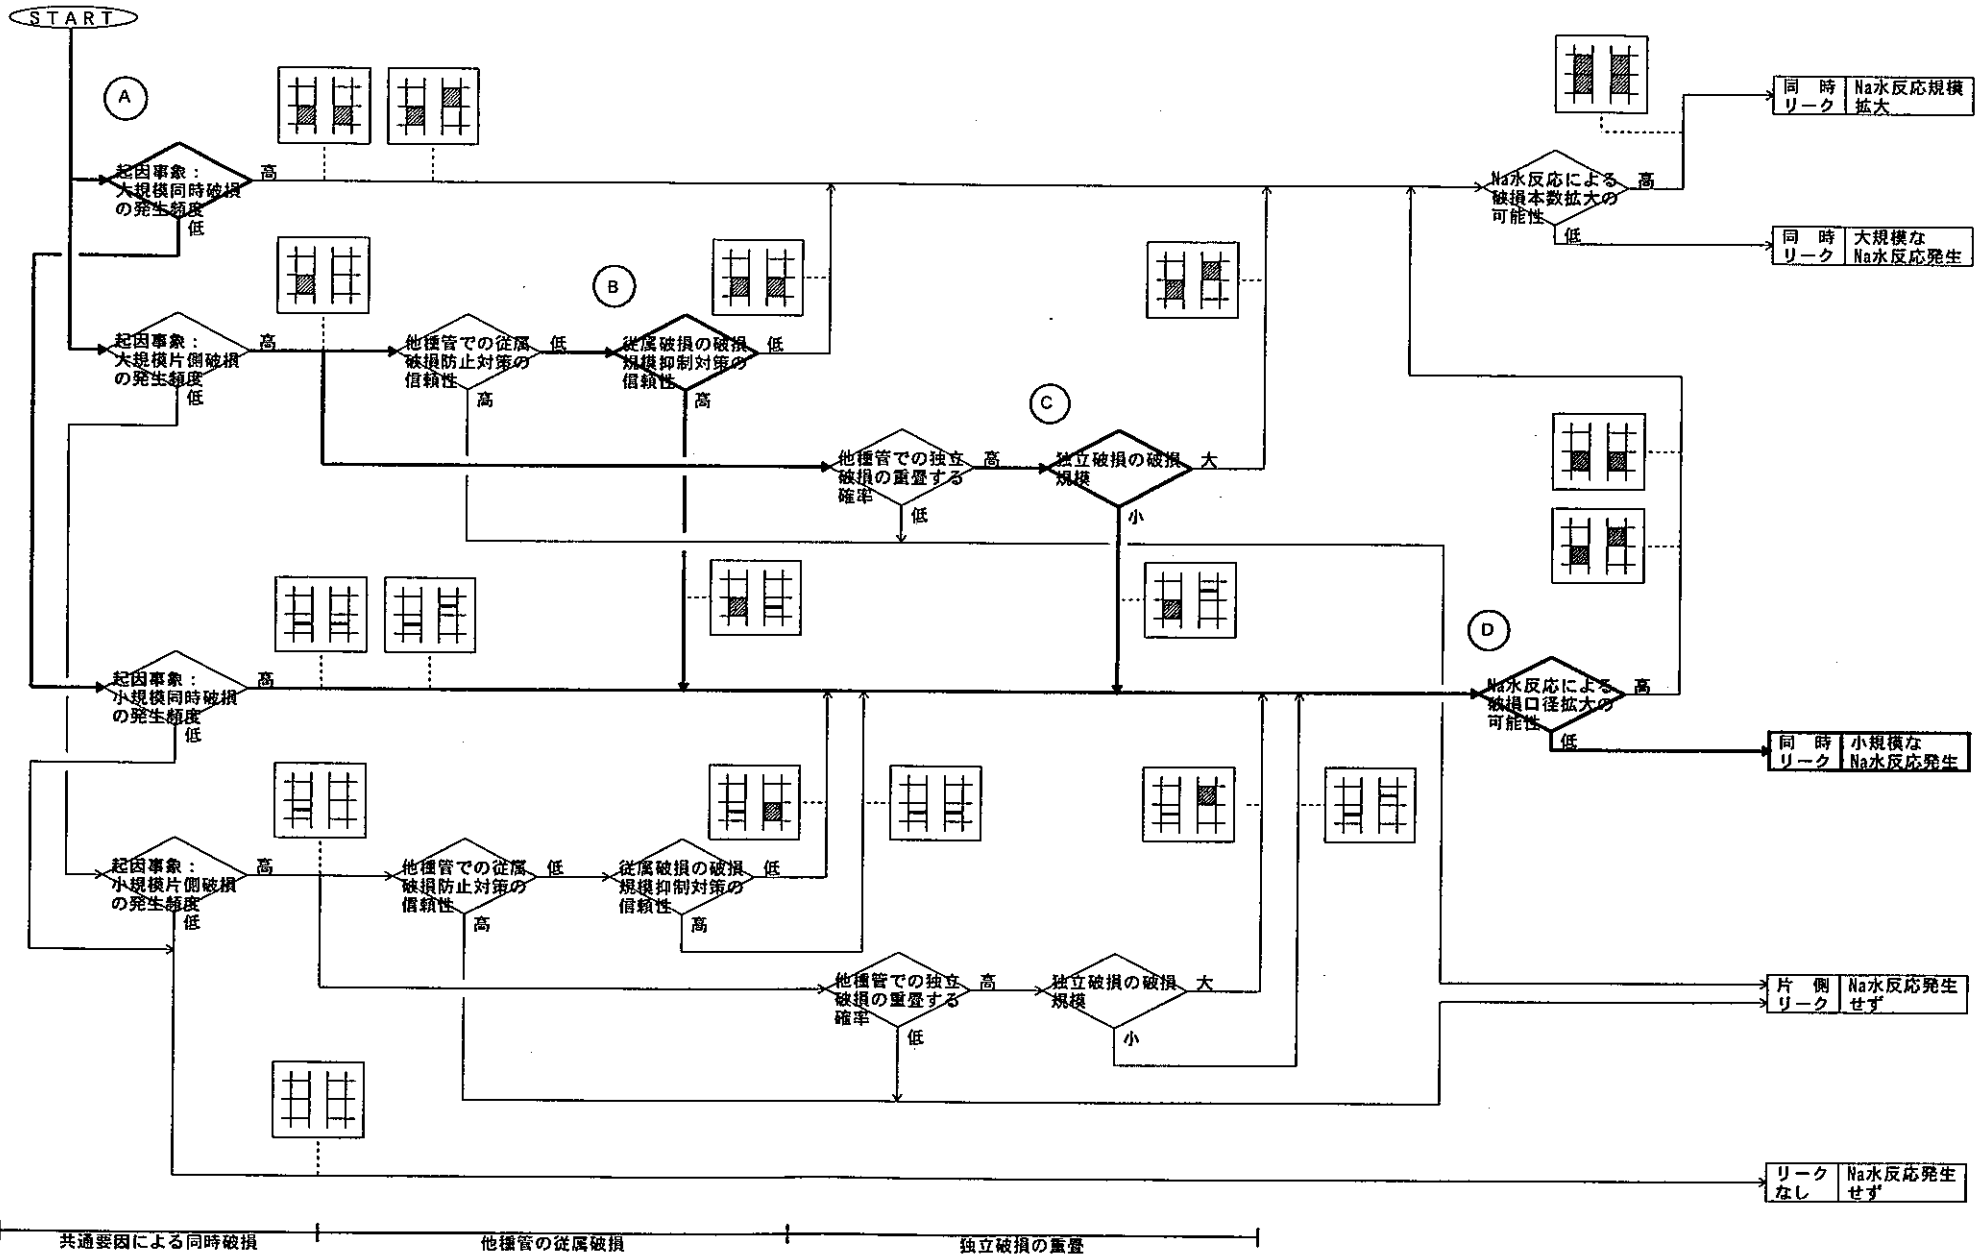 START
A
起因事象：
大規模同時破損
の発生頻度
高
低
Na水反応による
破損本数拡大の
可能性
高
低
同　時
リーク
Na水反応規模
拡大
同　時
リーク
大規模な
Na水反応発生
起因事象：
大規模片側破損
の発生頻度
高
低
他種管での従属
破損防止対策の
信頼性
低
高
B
従属破損の破損
規模抑制対策の
信頼性
低
高
他種管での独立
破損の重畳する
確率
高
低
C
独立破損の破損
規模
大
小
起因事象：
小規模同時破損
の発生頻度
高
低
D
Na水反応による
破損口径拡大の
可能性
高
低
同　時
リーク
小規模な
Na水反応発生
起因事象：
小規模片側破損
の発生頻度
高
低
他種管での従属
破損防止対策の
信頼性
低
高
従属破損の破損
規模抑制対策の
信頼性
低
高
他種管での独立
破損の重畳する
確率
高
低
独立破損の破損
規模
大
小
片　側
リーク
Na水反応発生
せず
リーク
なし
Na水反応発生
せず
共通要因による同時破損
他種管の従属破損
独立破損の重畳